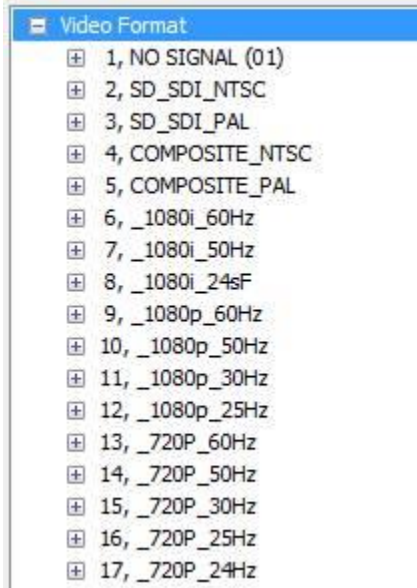 Video Format
1, NO SIGNAL (01)
2, SD_SDI_NTSC
3, SD_SDI_PAL
4, COMPOSITE_NTSC
5, COMPOSITE_PAL
6, _1080i_60Hz
7, _1080i_50Hz
8, _1080i_24sF
9, _1080p_60Hz
10, _1080p_50Hz
11, _1080p_30Hz
12, _1080p_25Hz
13, _720P_60Hz
14, _720P_50Hz
15, _720P_30Hz
16, _720P_25Hz
17, _720P_24Hz